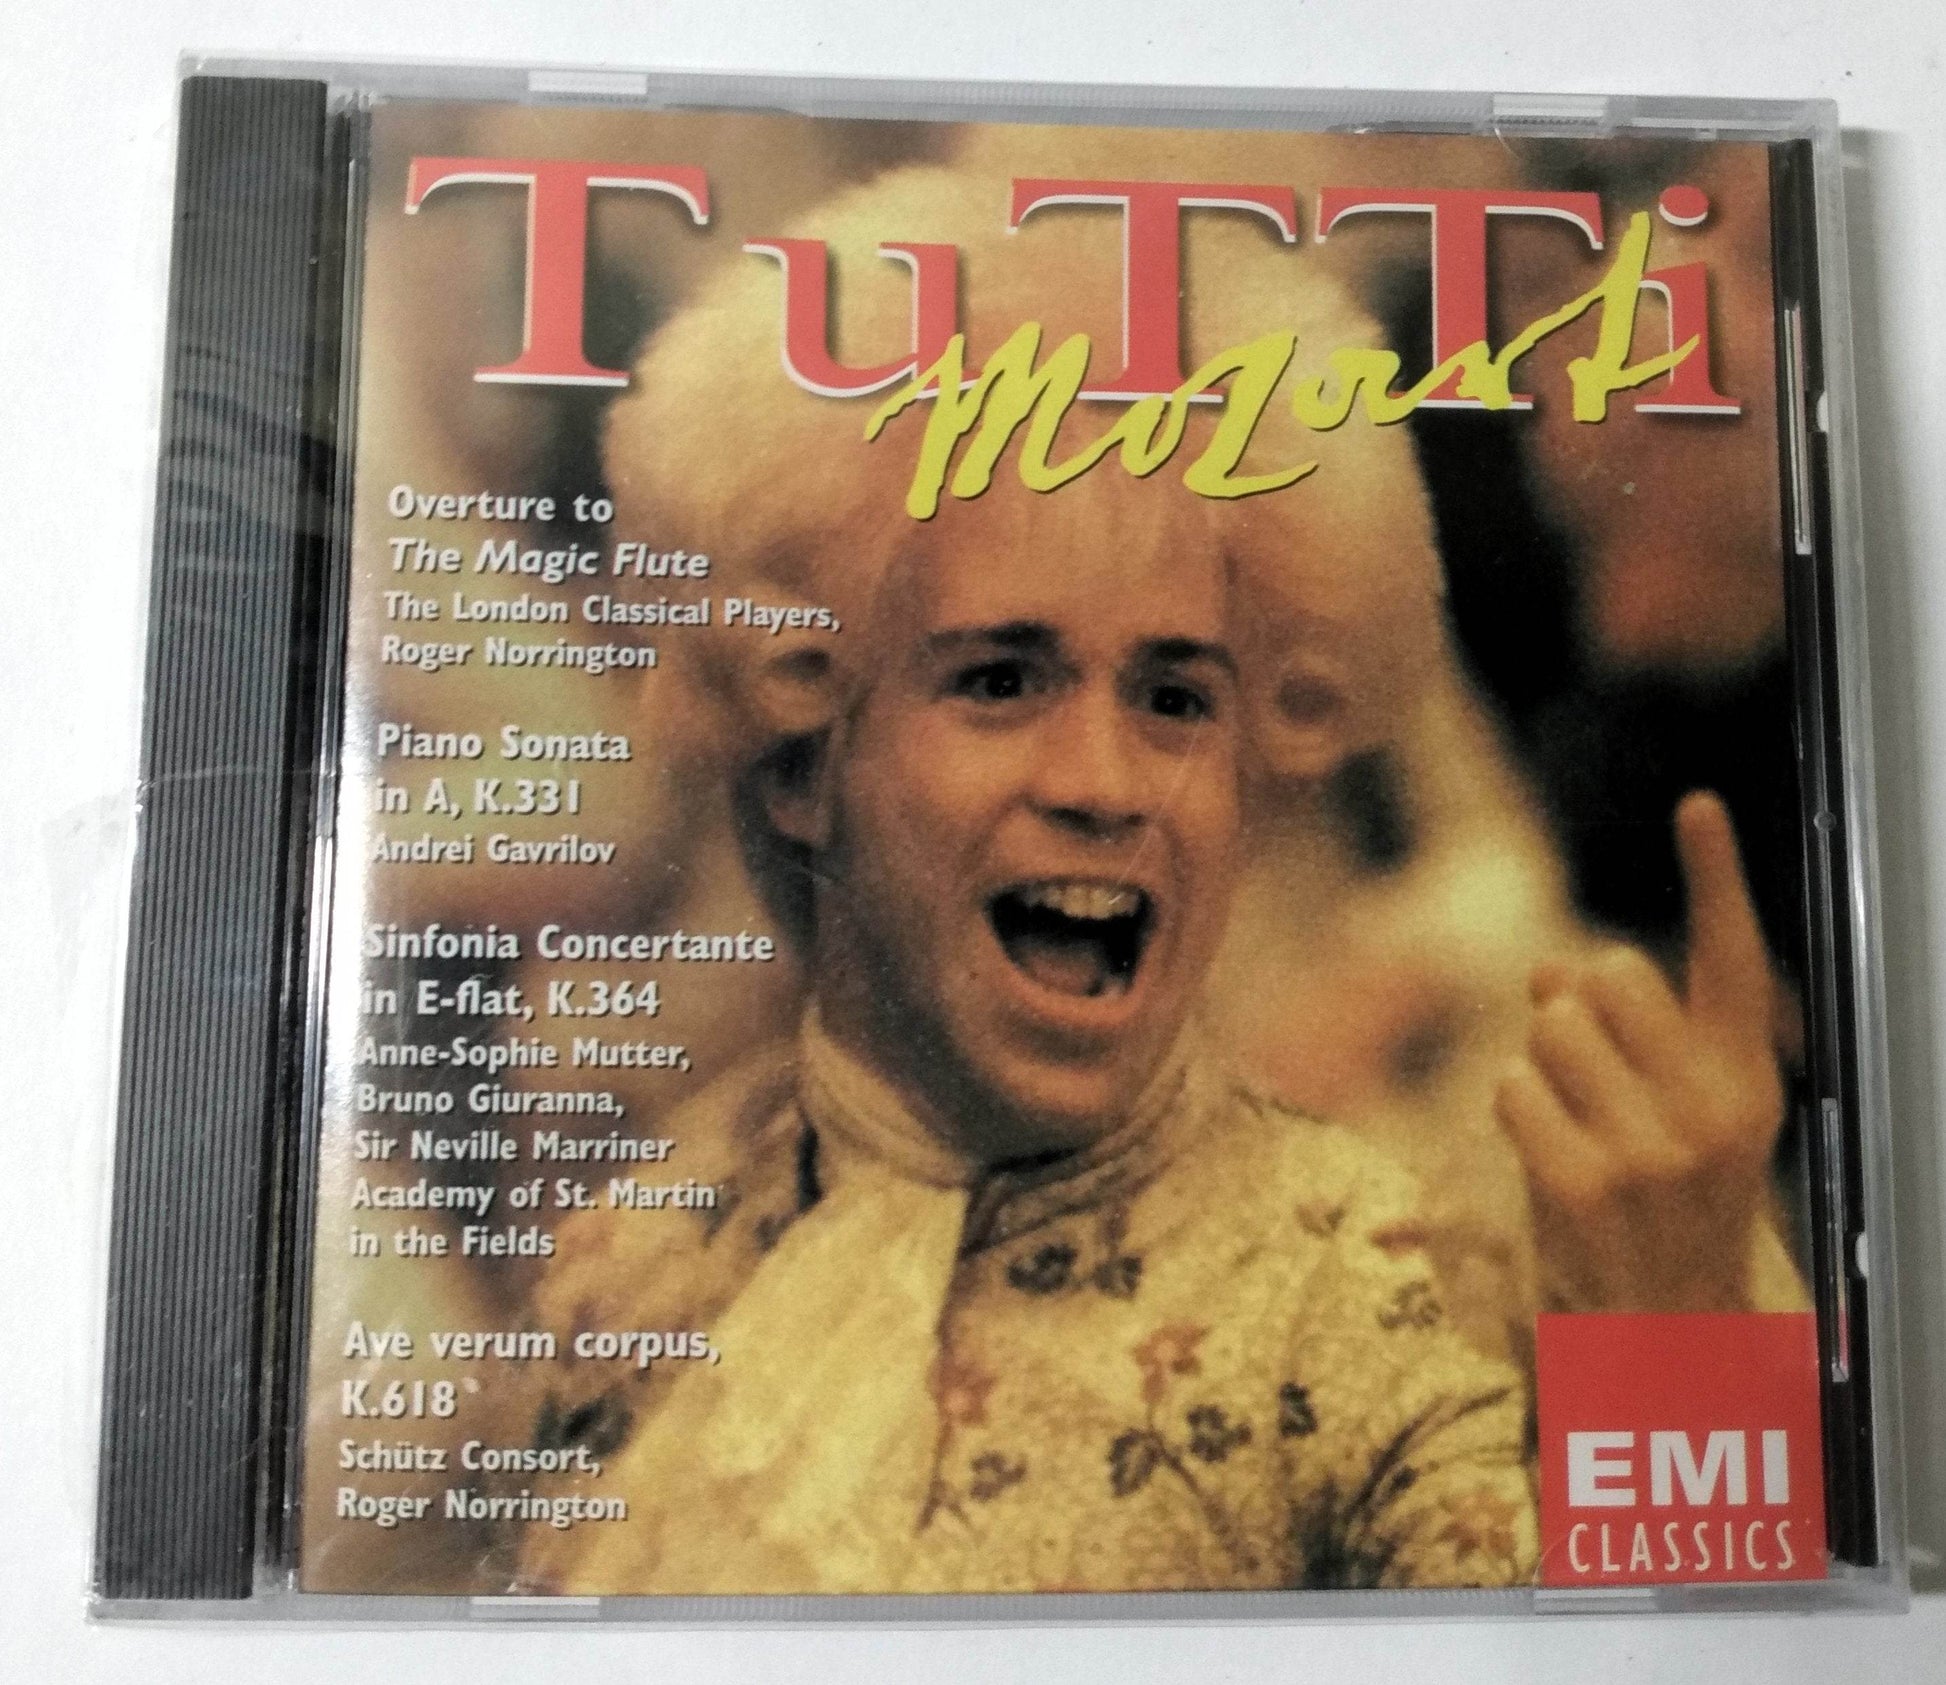 TuTTi
Mozart
Overture to
The Magic Flute
The London Classical Players,
Roger Norrington
Piano Sonata
in A, K.331
Andrei Gavrilov
Sinfonia Concertante
in E-flat, K.364
Anne-Sophie Mutter,
Bruno Giuranna,
Sir Neville Marriner
Academy of St. Martin
in the Fields
Ave verum corpus,
K.618
Schütz Consort,
Roger Norrington
EMI
CLASSICS